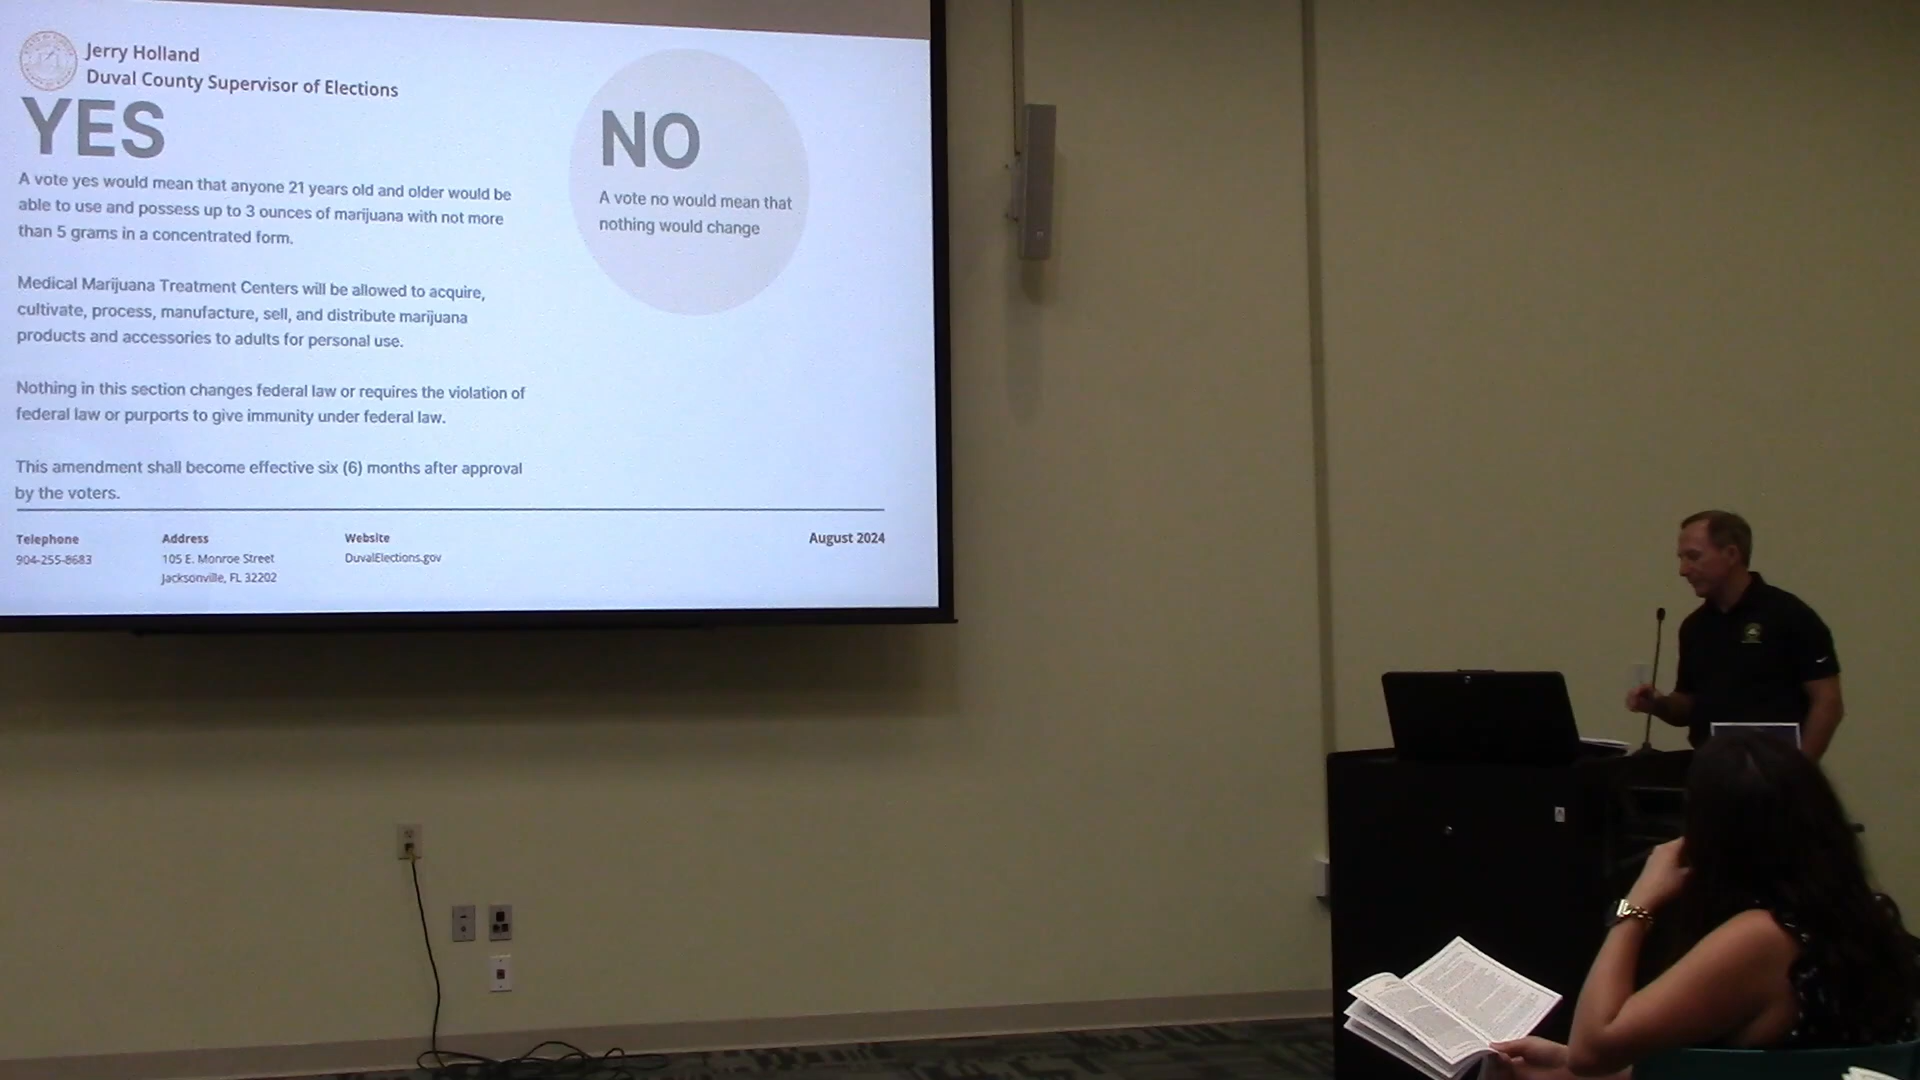 Jerry Holland
Duval County Supervisor of Elections
YES
A vote yes would mean that anyone 21 years old and older would be
able to use and possess up to 3 ounces of marijuana with not more
than 5 grams in a concentrated form.
Medical Marijuana Treatment Centers will be allowed to acquire,
cultivate, process, manufacture, sell, and distribute marijuana
products and accessories to adults for personal use.
Nothing in this section changes federal law or requires the violation of
federal law or purports to give immunity under federal law.
This amendment shall become effective six (6) months after approval
by the voters.
NO
A vote no would mean that
nothing would change
Telephone
904-255-8683
Address
105 E. Monroe Street
Jacksonville, FL 32202
Website
DuvalElections.gov
August 2024